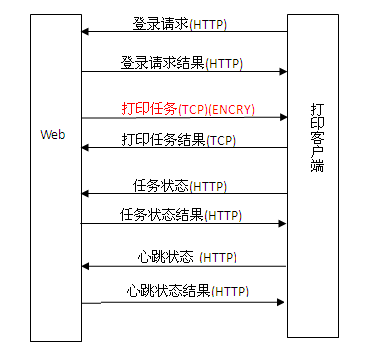 登录请求(HTTP)
登录请求结果(HTTP)
打印任务(TCP)(ENCRY)
Web
打印任务结果(TCP)
打印客户端
任务状态(HTTP)
任务状态结果(HTTP)
心跳状态 (HTTP)
心跳状态结果(HTTP)